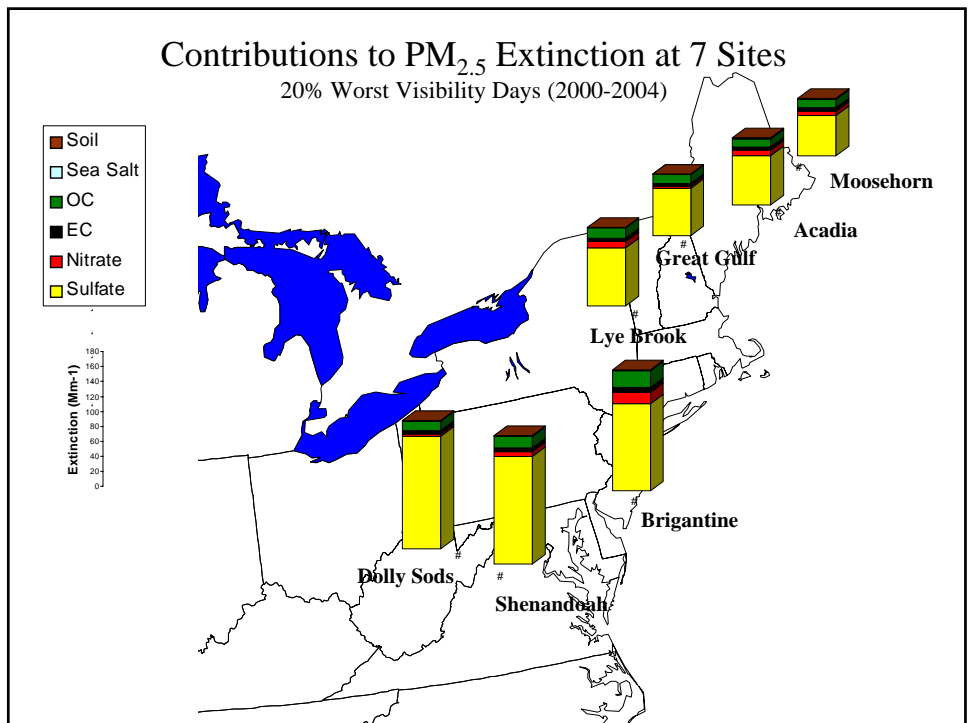 Contributions to PM2.5 Extinction at 7 Sites
20% Worst Visibility Days (2000-2004)
Soil
Sea Salt
OC
EC
Nitrate
Sulfate
Extinction (Mm-1)
180
160
140
120
100
80
60
40
20
0
#
Moosehorn
#
Acadia
#
Great Gulf
#
Lye Brook
#
Brigantine
#
Dolly Sods
#
Shenandoah